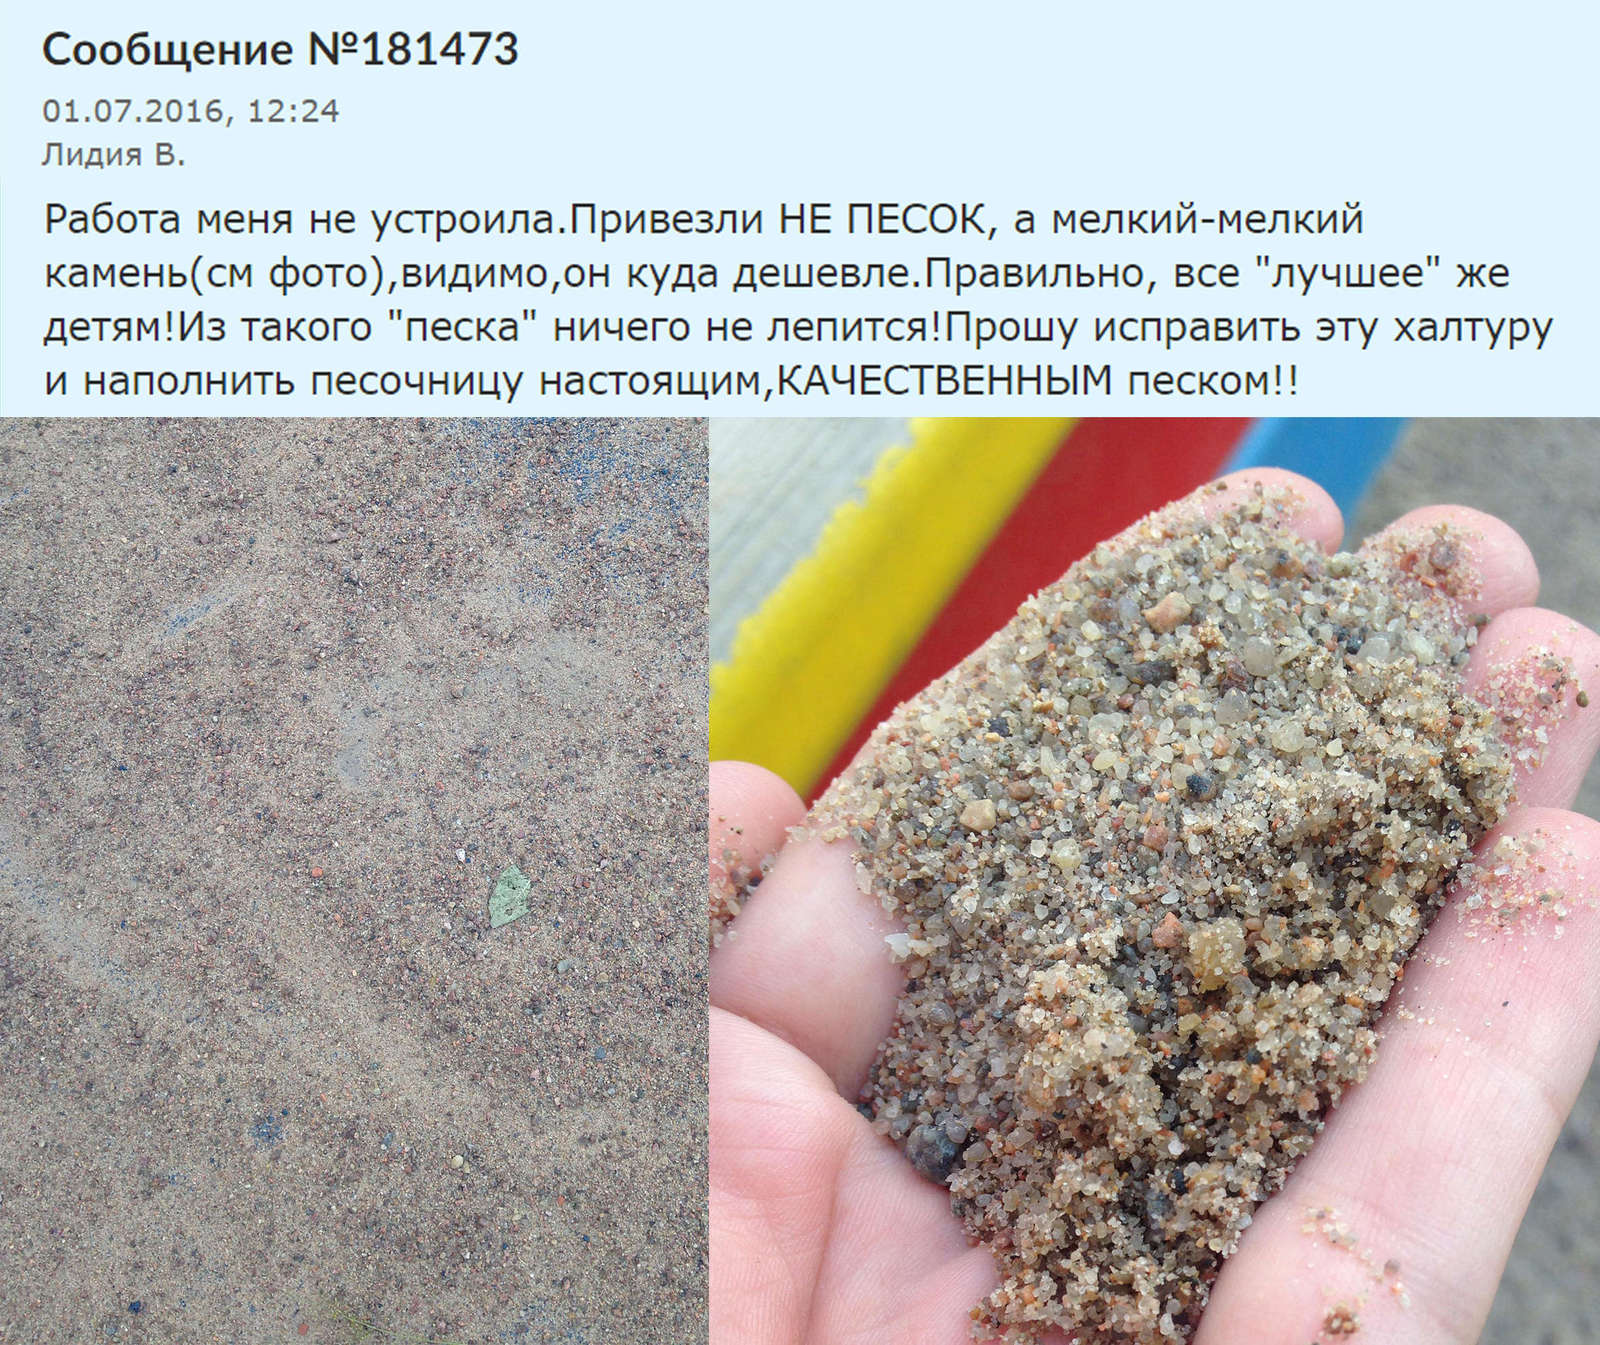 Сообщение №181473
01.07.2016, 12:24
Лидия В.
Работа меня не устроила.Привезли НЕ ПЕСОК, а мелкий-мелкий
камень(см фото),видимо,он куда дешевле.Правильно, все "лучшее" же
детям!Из такого "песка" ничего не лепится!Прошу исправить эту халтуру
и наполнить песочницу настоящим,КАЧЕСТВЕННЫМ песком!!